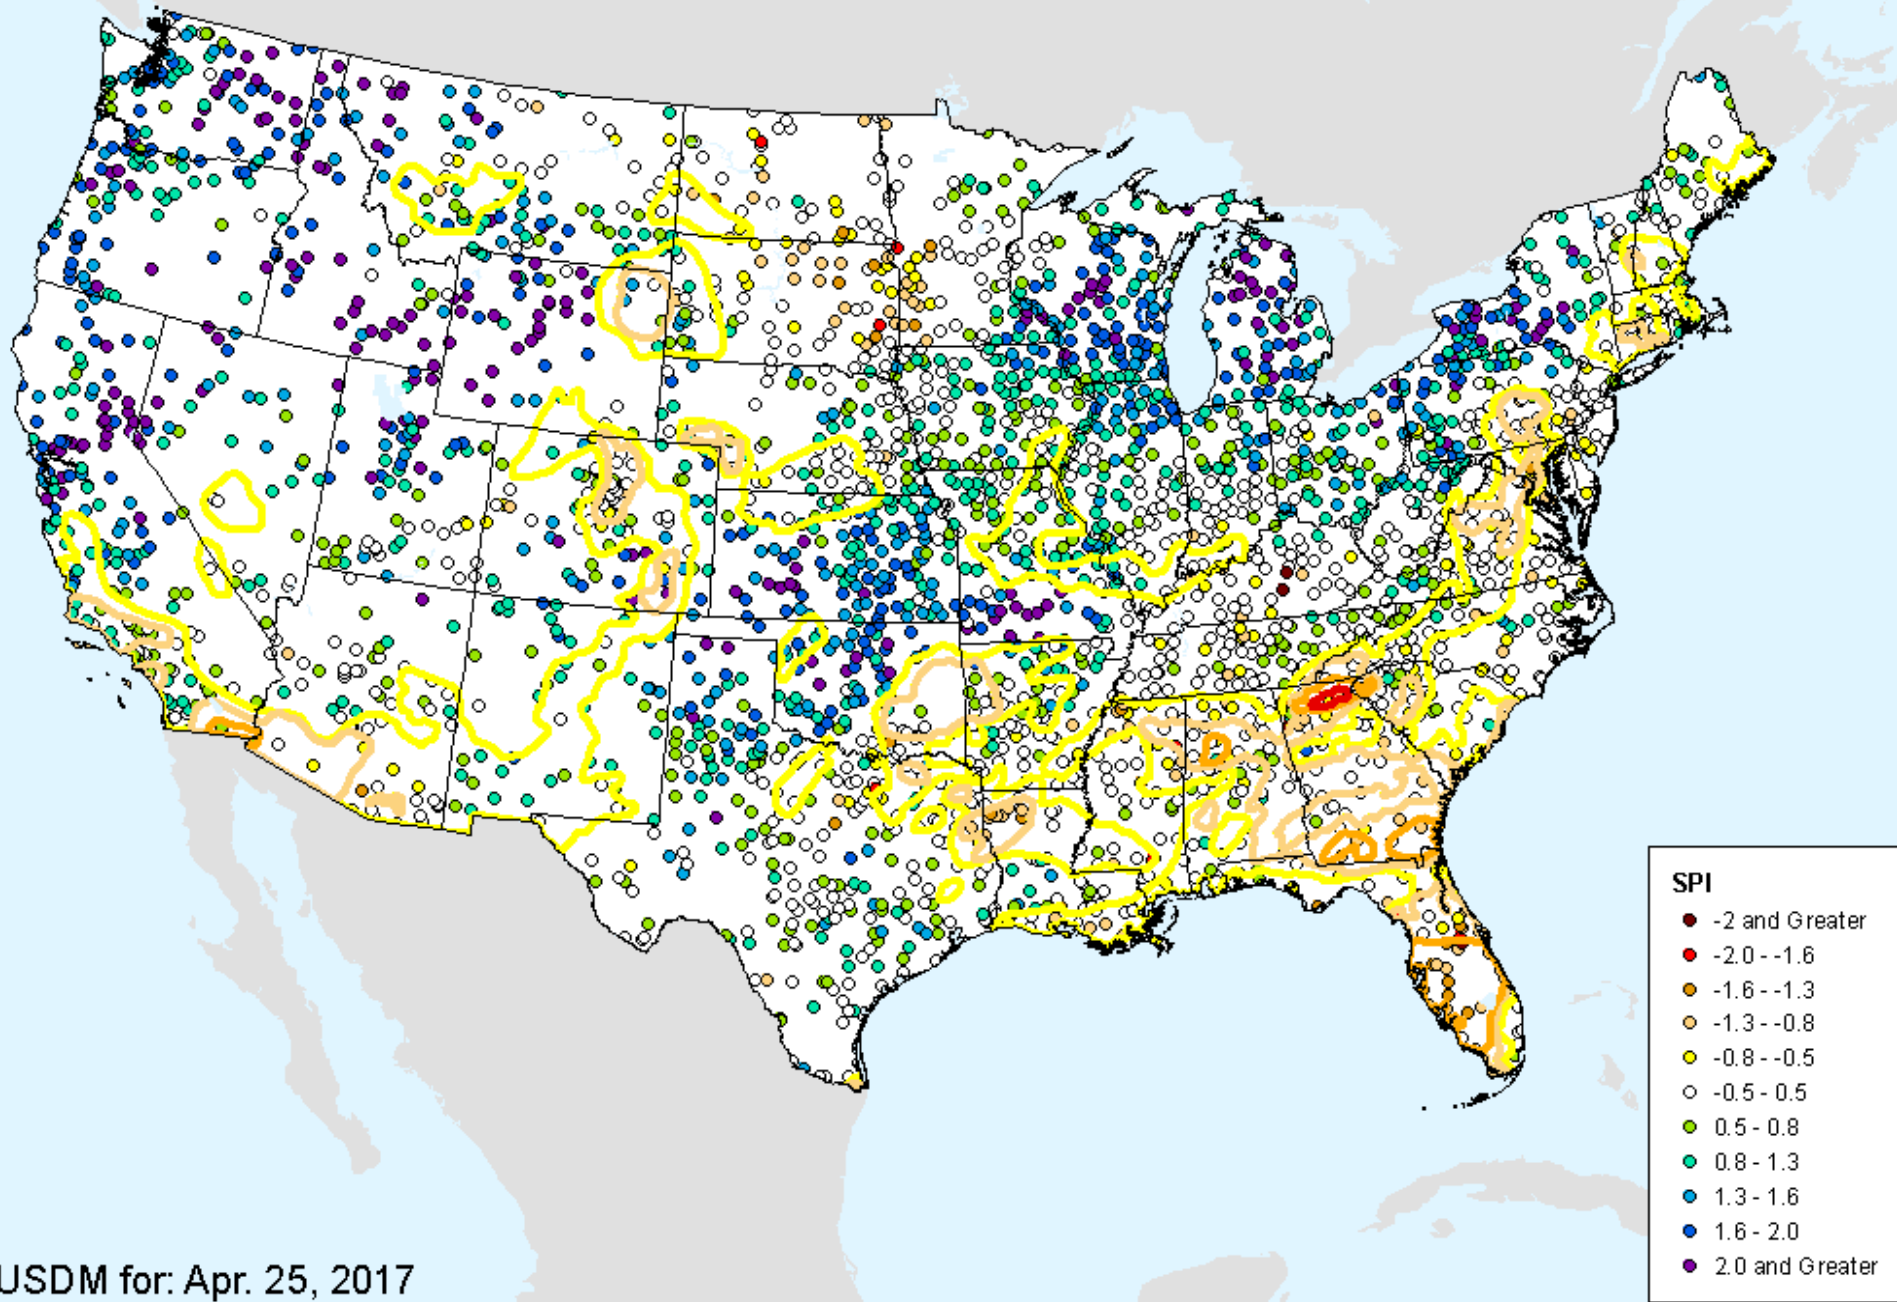 SPI
-2 and Greater
-2.0 - -1.6
-1.6 - -1.3
-1.3 - -0.8
-0.8 - -0.5
-0.5 - 0.5
0.5 - 0.8
0.8 - 1.3
1.3 - 1.6
1.6 - 2.0
2.0 and Greater
USDM for: Apr. 25, 2017